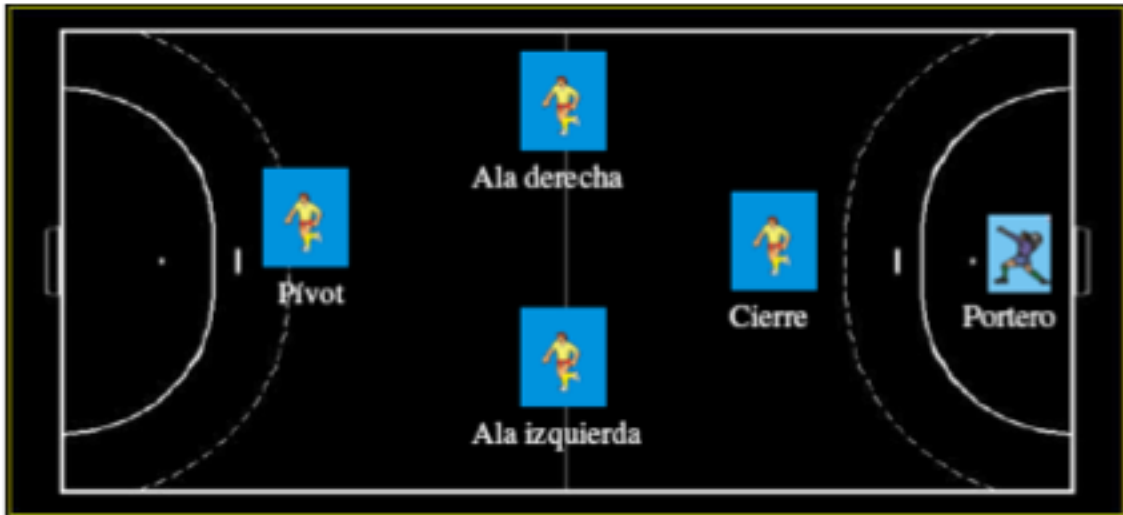 Ala derecha
Pívot
Cierre
Portero
Ala izquierda